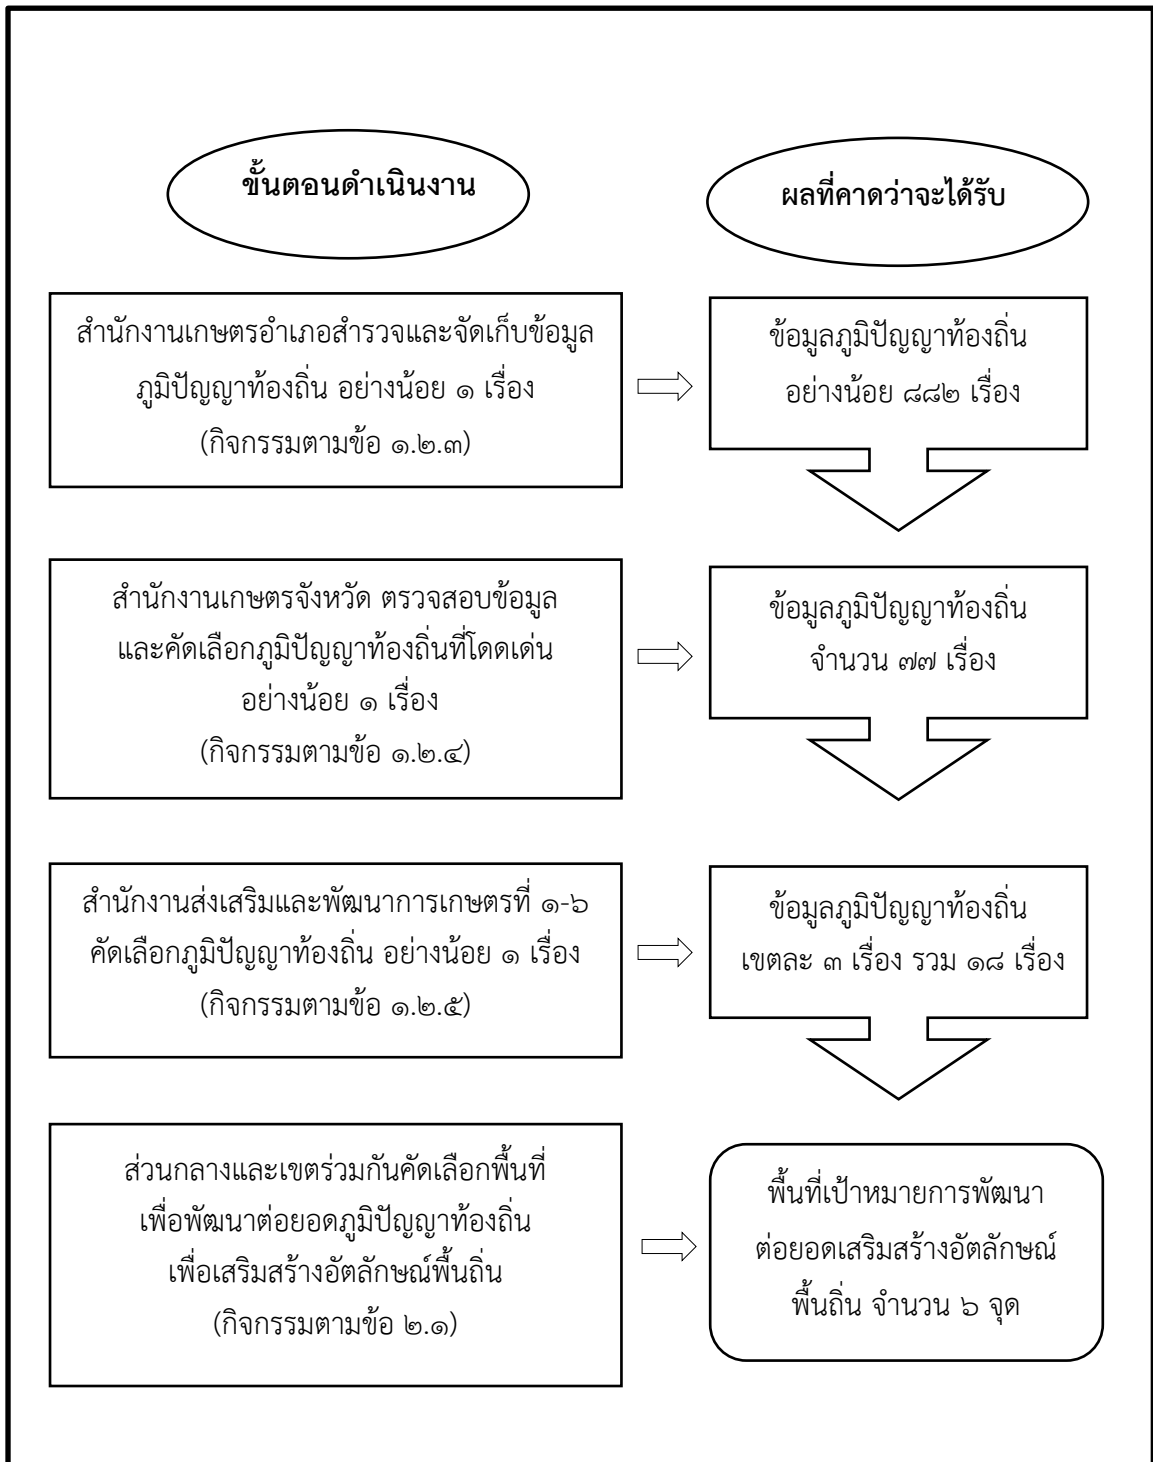 ขั้นตอนดำเนินงาน
ผลที่คาดว่าจะได้รับ
สำนักงานเกษตรอำเภอสำรวจและจัดเก็บข้อมูล
ภูมิปัญญาท้องถิ่น อย่างน้อย ๑ เรื่อง
(กิจกรรมตามข้อ ๑.๒.๓)
ข้อมูลภูมิปัญญาท้องถิ่น
อย่างน้อย ๘๘๒ เรื่อง
สำนักงานเกษตรจังหวัด ตรวจสอบข้อมูล
และคัดเลือกภูมิปัญญาท้องถิ่นที่โดดเด่น
อย่างน้อย ๑ เรื่อง
(กิจกรรมตามข้อ ๑.๒.๔)
ข้อมูลภูมิปัญญาท้องถิ่น
จำนวน ๗๗ เรื่อง
สำนักงานส่งเสริมและพัฒนาการเกษตรที่ ๑-๖
คัดเลือกภูมิปัญญาท้องถิ่น อย่างน้อย ๑ เรื่อง
(กิจกรรมตามข้อ ๑.๒.๕)
ข้อมูลภูมิปัญญาท้องถิ่น
เขตละ ๓ เรื่อง รวม ๑๘ เรื่อง
ส่วนกลางและเขตร่วมกันคัดเลือกพื้นที่
เพื่อพัฒนาต่อยอดภูมิปัญญาท้องถิ่น
เพื่อเสริมสร้างอัตลักษณ์พื้นถิ่น
(กิจกรรมตามข้อ ๒.๑)
พื้นที่เป้าหมายการพัฒนา
ต่อยอดเสริมสร้างอัตลักษณ์
พื้นถิ่น จำนวน ๖ จุด